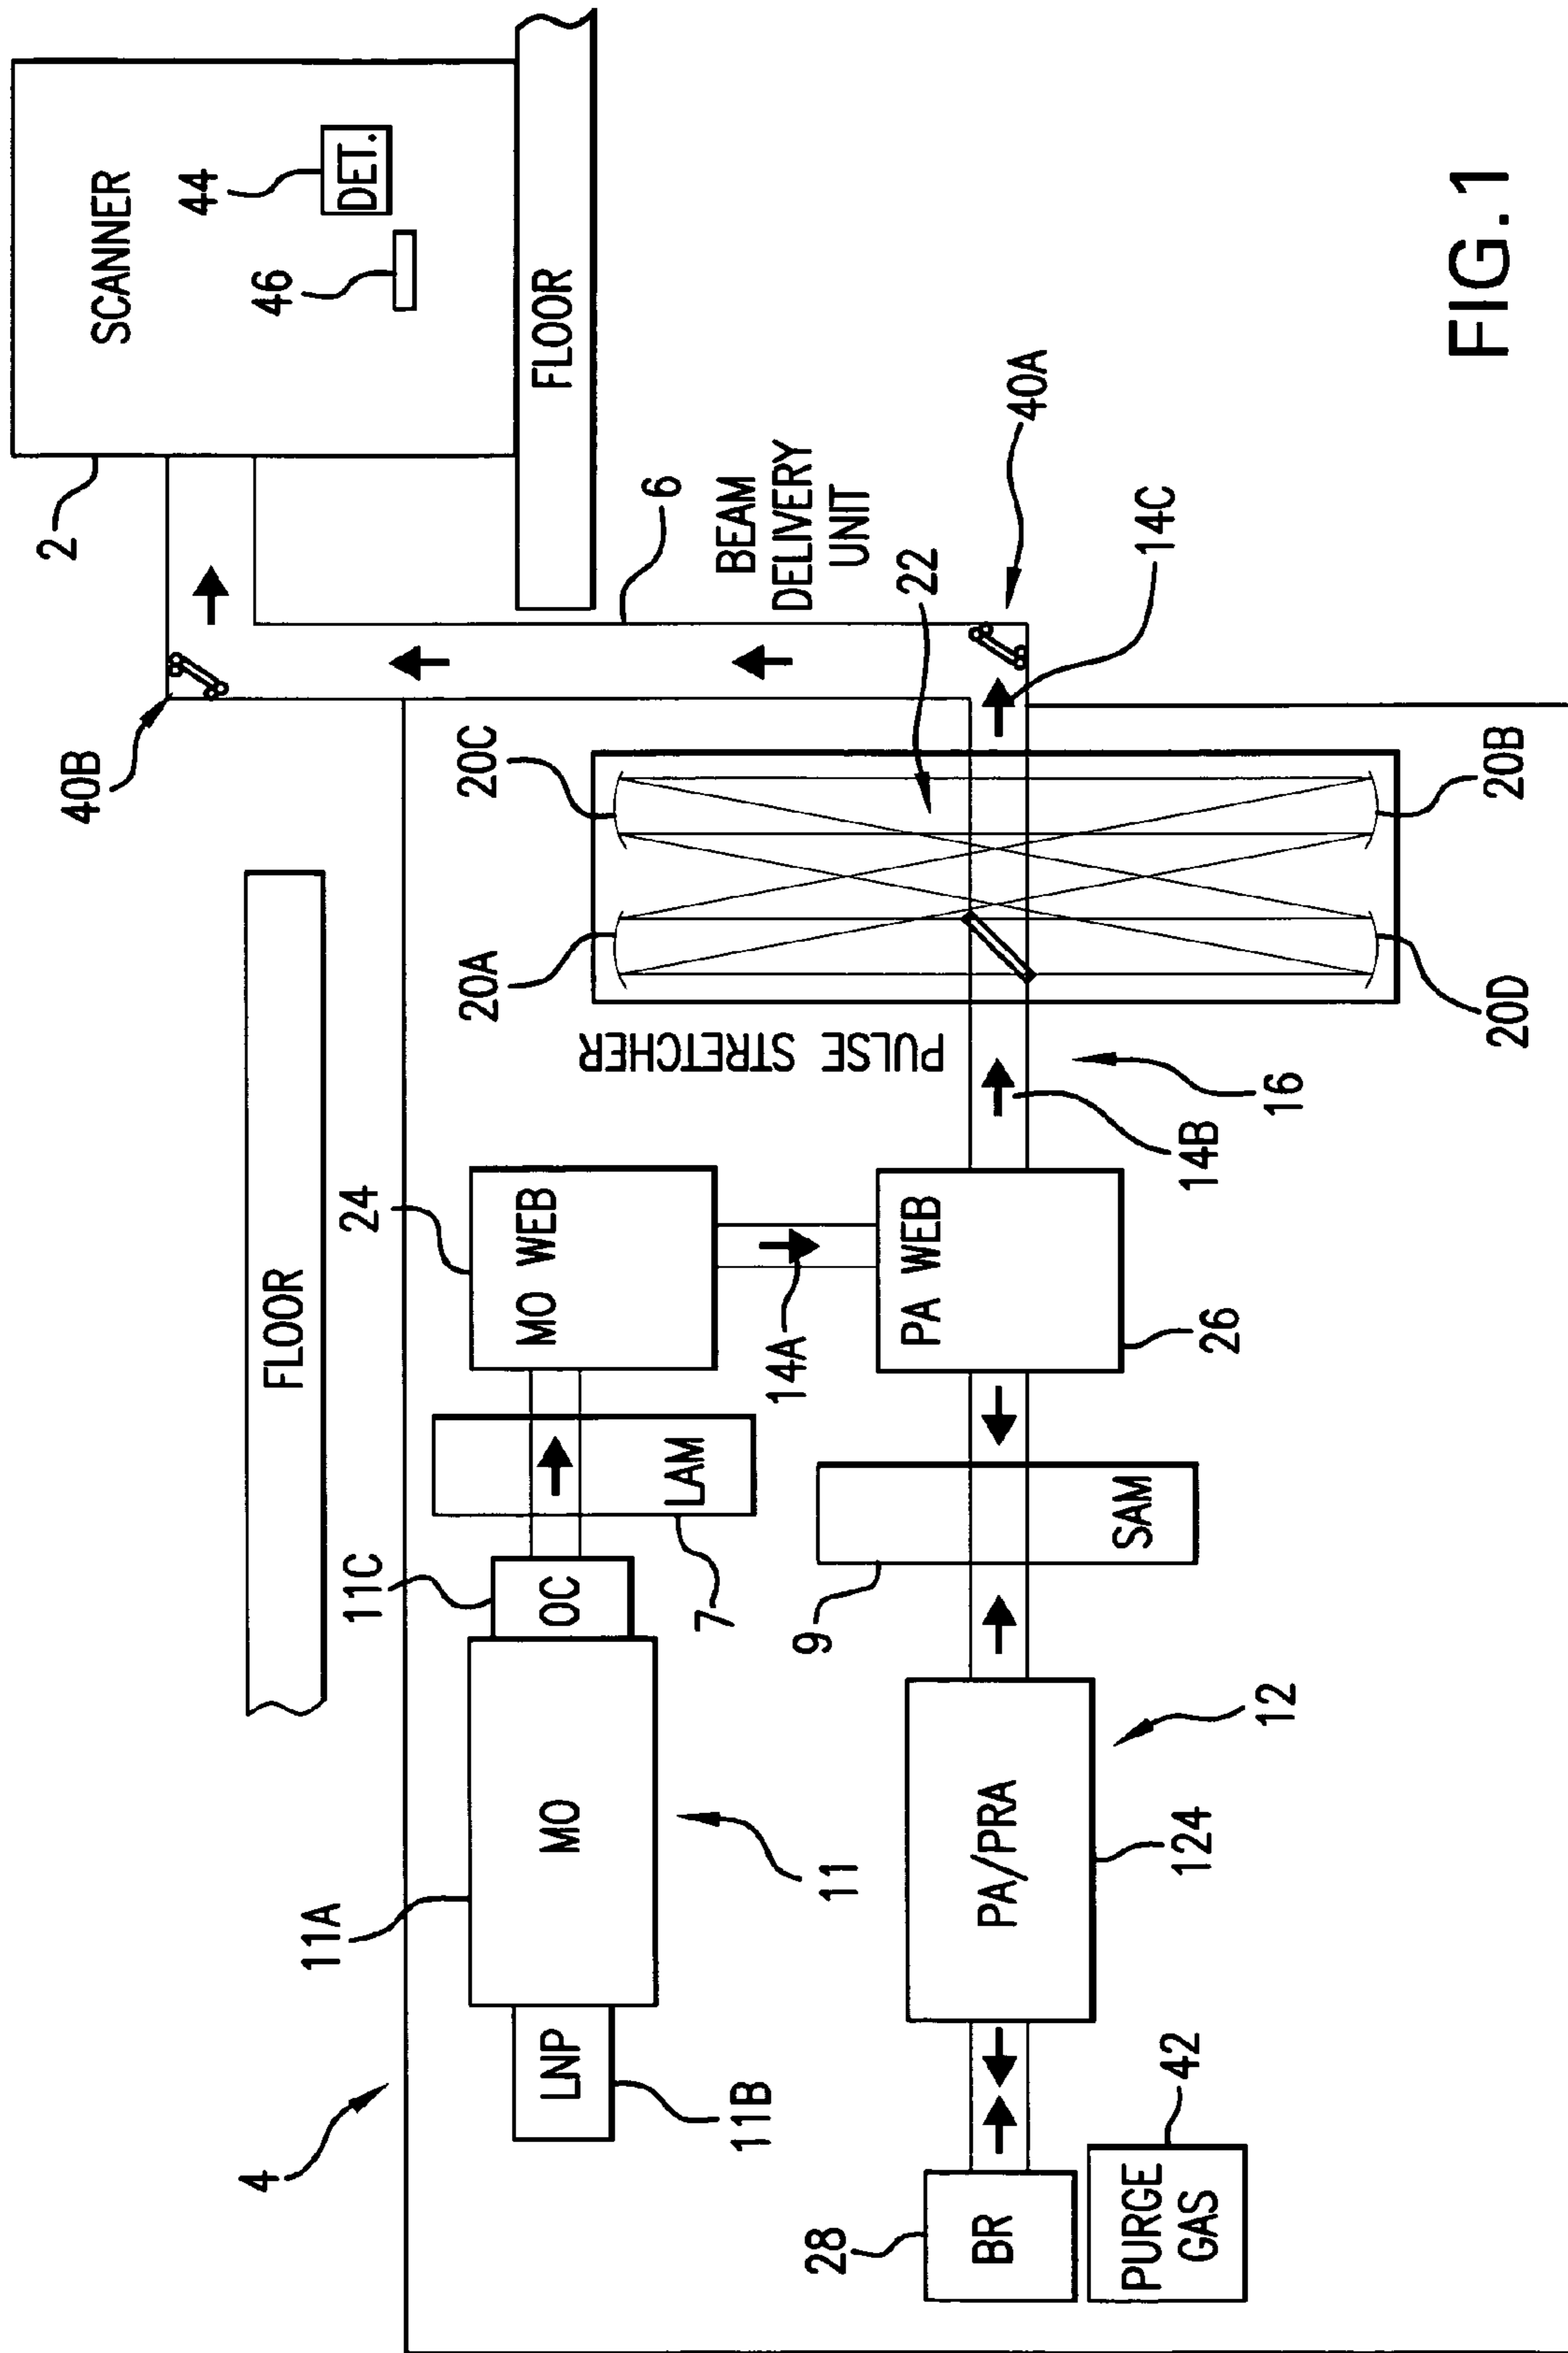 SCANNER
2
44
DET.
46
40B
FLOOR
FLOOR
6
BEAM
DELIVERY
UNIT
4
11A
11C
24
20A
20C
22
LNP
MO
OC
LAM
MO WEB
PULSE STRETCHER
40A
11B
11
7
14A
14C
28
9
BR
PA/PRA
SAM
PA WEB
PURGE
GAS
42
124
12
26
14B
16
20D
20B
FIG.1